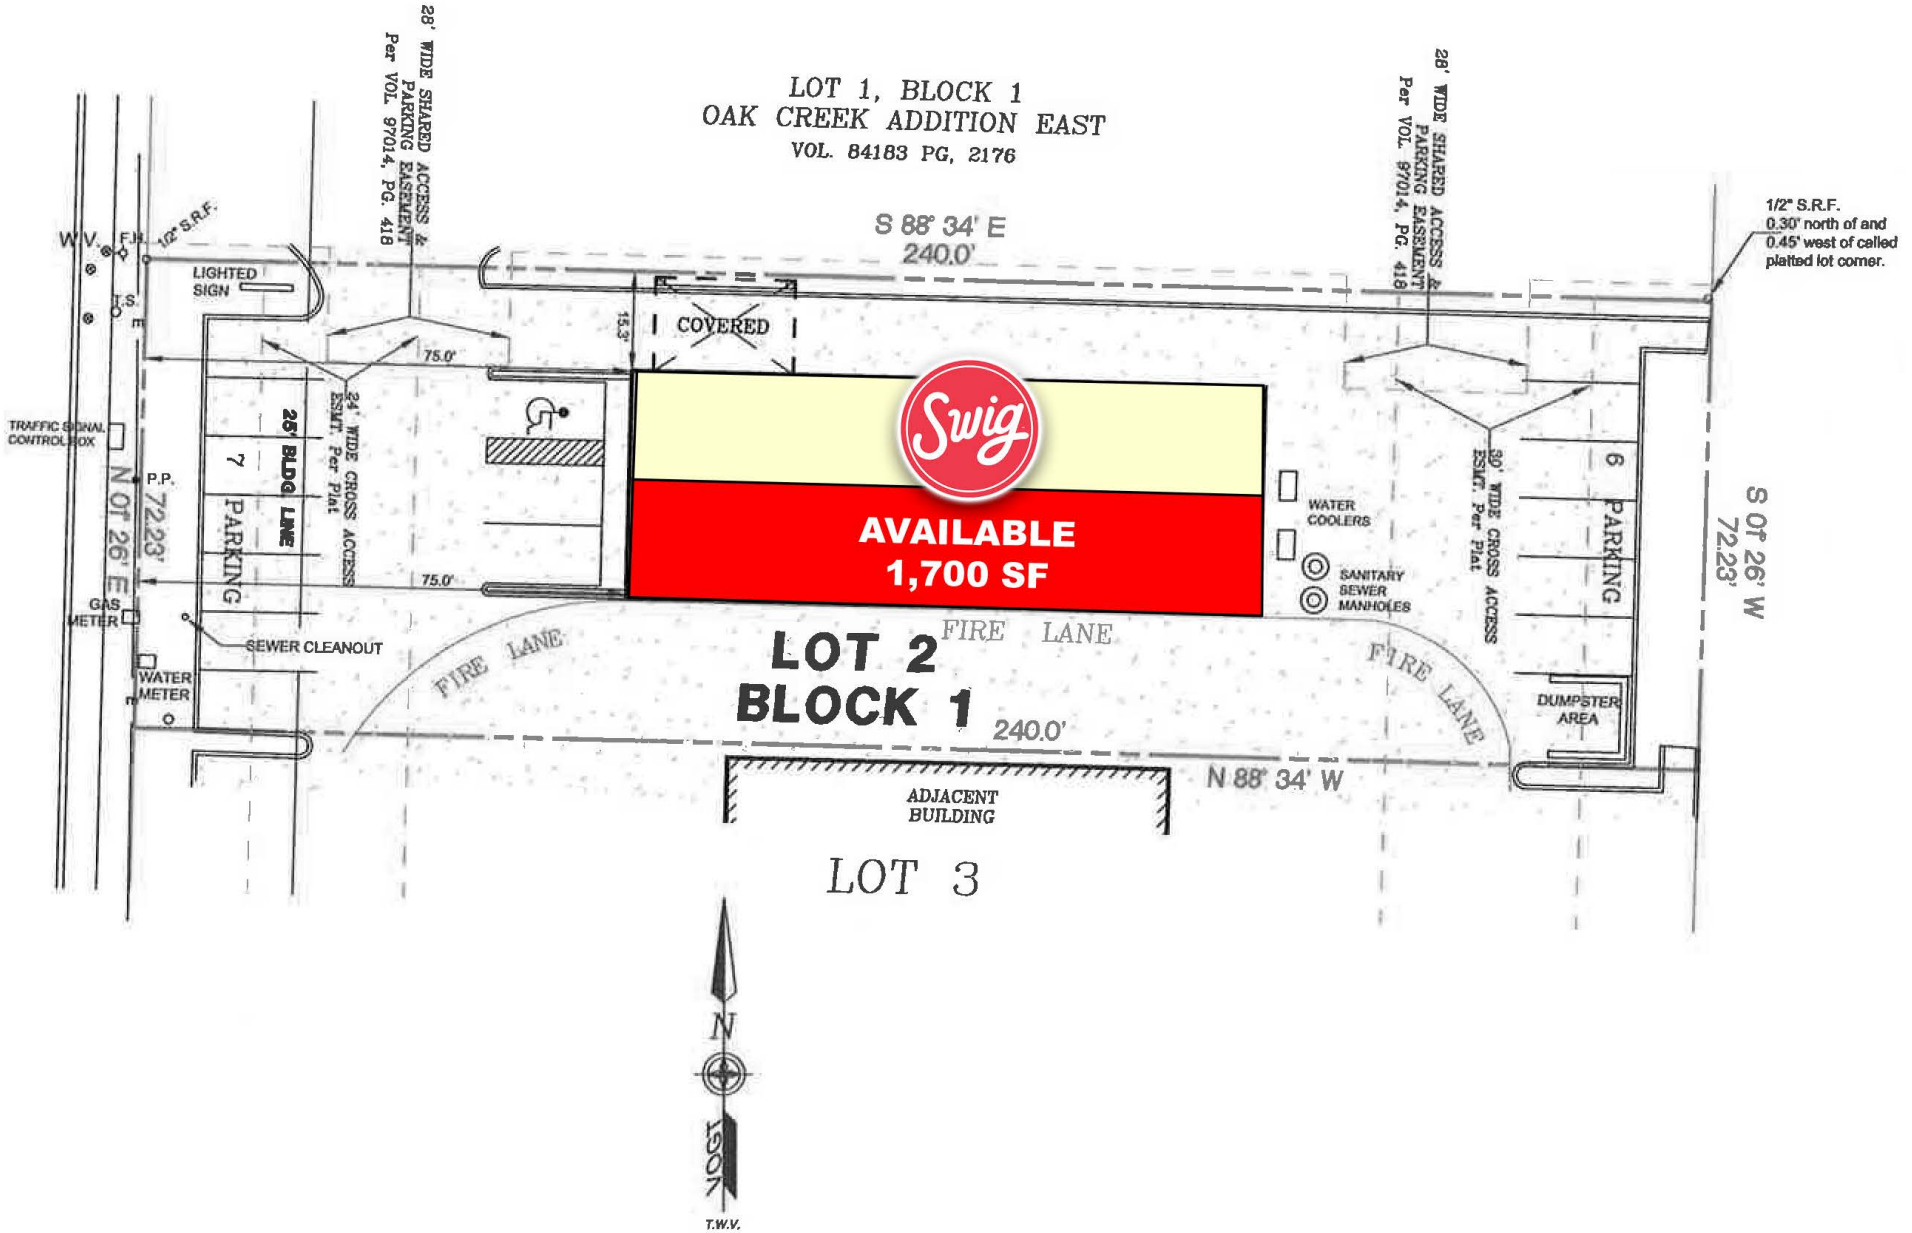 28' WIDE SHARED ACCESS &
PARKING EASEMENT
Per VOL. 97014, PG. 418
LOT 1, BLOCK 1
OAK CREEK ADDITION EAST
VOL. 84183 PG, 2176
28' WIDE SHARED ACCESS &
PARKING EASEMENT
Per VOL. 97014, PG. 418
1/2" S.R.F.
0.30' north of and
0.45' west of called
platted lot corner.
S 88° 34' E
240.0'
W.V.
F.H.
1/2" S.R.F.
LIGHTED
SIGN
T.S.
E
15.3'
COVERED
75.0'
Swig
TRAFFIC SIGNAL
CONTROL BOX
P.P.
N 01° 26' E
72.23'
7 PARKING
25' BLDG. LINE
24' WIDE CROSS ACCESS
ESMT. Per Plat
AVAILABLE
1,700 SF
WATER
COOLERS
SANITARY
SEWER
MANHOLES
30' WIDE CROSS ACCESS
ESMT. Per Plat
6 PARKING
S 01° 26' W
72.23'
75.0'
GAS
METER
SEWER CLEANOUT
WATER
METER
E
FIRE LANE
FIRE LANE
FIRE LANE
LOT 2
BLOCK 1
240.0'
N 88° 34' W
DUMPSTER
AREA
ADJACENT
BUILDING
LOT 3
N
VOGT
T.W.V.